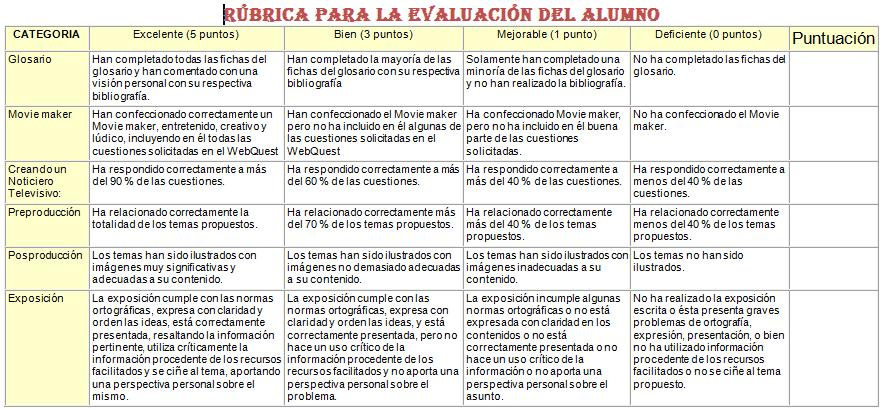 RÚBRICA PARA LA EVALUACIÓN DEL ALUMNO
CATEGORIA
Excelente (5 puntos)
Bien (3 puntos)
Mejorable (1 punto)
Deficiente (0 puntos)
Puntuación
Glosario
Han completado todas las fichas del
glosario y han comentado con una
visión personal con su respectiva
bibliografía.
Han completado la mayoría de las
fichas del glosario con su respectiva
bibliografía
Solamente han completado una
minoría de las fichas del glosario
y no han realizado la bibliografía.
No ha completado las fichas del
glosario.
Movie maker
Han confeccionado correctamente un
Movie maker, entretenido, creativo y
lúdico, incluyendo en él todas las
cuestiones solicitadas en el WebQuest
Han confeccionado el Movie maker
pero no ha incluido en él algunas de
las cuestiones solicitadas en el
WebQuest
Ha confeccionado Movie maker,
pero no ha incluido en él buena
parte de las cuestiones
solicitadas.
No ha confeccionado el Movie
maker.
Creando un
Noticiero
Televisivo:
Ha respondido correctamente a más
del 90 % de las cuestiones.
Ha respondido correctamente a más
del 60 % de las cuestiones.
Ha respondido correctamente a
más del 40 % de las cuestiones.
Ha respondido correctamente a
menos del 40 % de las
cuestiones.
Preproducción
Ha relacionado correctamente la
totalidad de los temas propuestos.
Ha relacionado correctamente más
del 70 % de los temas propuestos.
Ha relacionado correctamente
más del 40 % de los temas
propuestos.
Ha relacionado correctamente
menos del 40 % de los temas
propuestos.
Posproducción
Los temas han sido ilustrados con
imágenes muy significativas y
adecuadas a su contenido.
Los temas han sido ilustrados con
imágenes no demasiado adecuadas
a su contenido.
Los temas han sido ilustrados con
imágenes inadecuadas a su
contenido.
Los temas no han sido
ilustrados.
Exposición
La exposición cumple con las normas
ortográficas, expresa con claridad y
orden las ideas, está correctamente
presentada, resaltando la información
pertinente, utiliza críticamente la
información procedente de los recursos
facilitados y se ciñe al tema, aportando
una perspectiva personal sobre el
mismo.
La exposición cumple con las
normas ortográficas, expresa con
claridad y orden las ideas, y está
correctamente presentada, pero no
hace un uso crítico de la
información procedente de los
recursos facilitados y no aporta una
perspectiva personal sobre el
problema.
La exposición incumple algunas
normas ortográficas o no está
expresada con claridad en los
contenidos o no está
correctamente presentada o no
hace un uso crítico de la
información o no aporta una
perspectiva personal sobre el
asunto.
No ha realizado la exposición
escrita o ésta presenta graves
problemas de ortografía,
expresión, presentación, o bien
no ha utilizado información
procedente de los recursos
facilitados o no se ciñe al tema
propuesto.